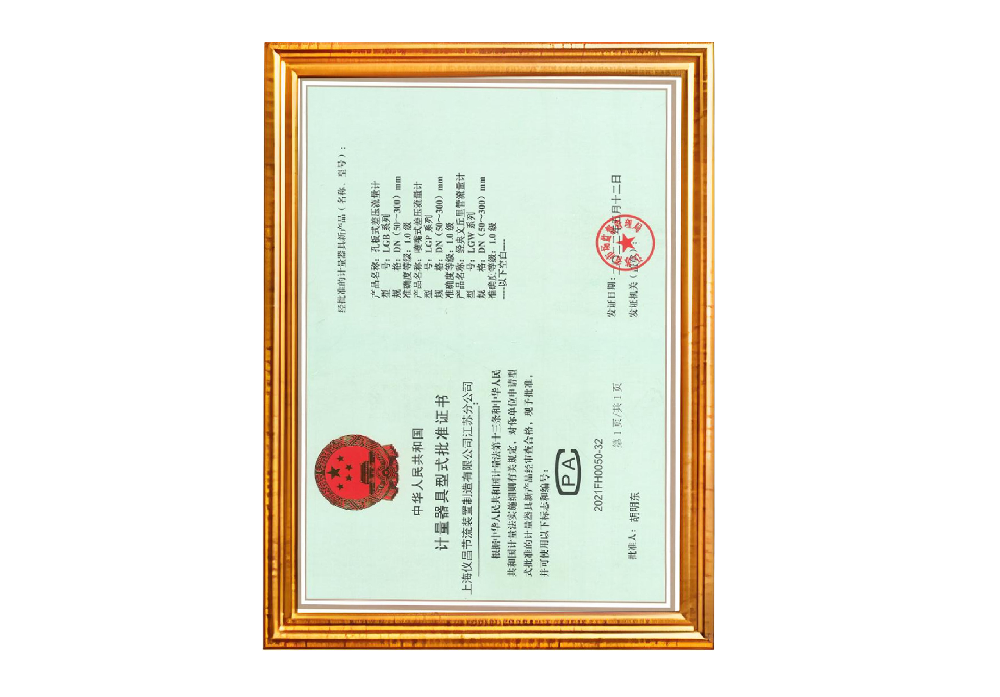 中华人民共和国
计量器具型式批准证书
上海仪昌节流装置制造有限公司江苏分公司:
根据中华人民共和国计量法第十三条和中华人民
共和国计量法实施细则有关规定，对你单位申请型
式批准的计量器具新产品经审查合格，现予批准，
并可使用以下标志和编号：
PA
2021FH0050-32
批准人： 胡明东
第 1 页/共 1 页
经批准的计量器具新产品（名称、型号）：
产品名称：孔板式差压流量计
型 号：LGB 系列
规 格：DN（50～300）mm
准确度等级：1.0 级
产品名称：喷嘴式差压流量计
型 号：LGP 系列
规 格：DN（50～300）mm
准确度等级：1.0 级
产品名称：经典文丘里管流量计
型 号：LGW 系列
规 格：DN（50～300）mm
准确度等级：1.0 级
——以下空白——
发证日期：
月十二日
发证机关